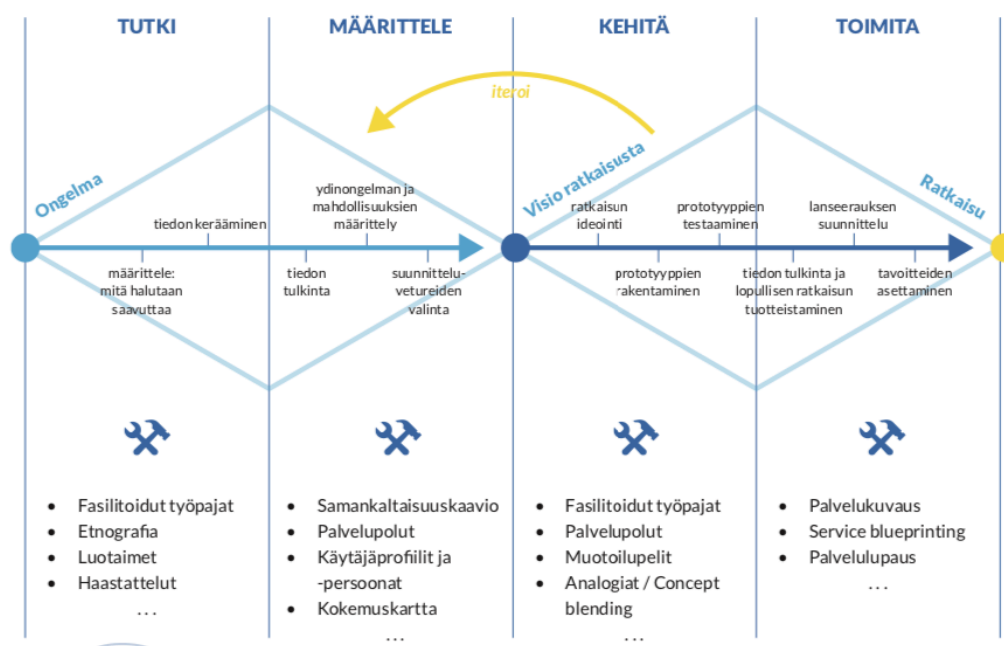 TUTKI
MÄÄRITTELE
KEHITÄ
TOIMITA
iteroi
Ongelma
Visio ratkaisusta
Ratkaisu
tiedon kerääminen
ydinongelman ja
mahdollisuuksien
määrittely
ratkaisun
ideointi
prototyyppien
testaaminen
lanseerauksen
suunnittelu
määrittele:
mitä halutaan
saavuttaa
tiedon
tulkinta
suunnittelu-
vetureiden
valinta
prototyyppien
rakentaminen
tiedon tulkinta ja
lopullisen ratkaisun
tuotteistaminen
tavoitteiden
asettaminen
• Fasilitoidut työpajat
• Etnografia
• Luotaimet
• Haastattelut
...
• Samankaltaisuuskaavio
• Palvelupolut
• Käytäjäprofiilit ja
-persoonat
• Kokemuskartta
...
• Fasilitoidut työpajat
• Palvelupolut
• Muotoilupelit
• Analogiat / Concept
blending
...
• Palvelukuvaus
• Service blueprinting
• Palvelulupaus
...